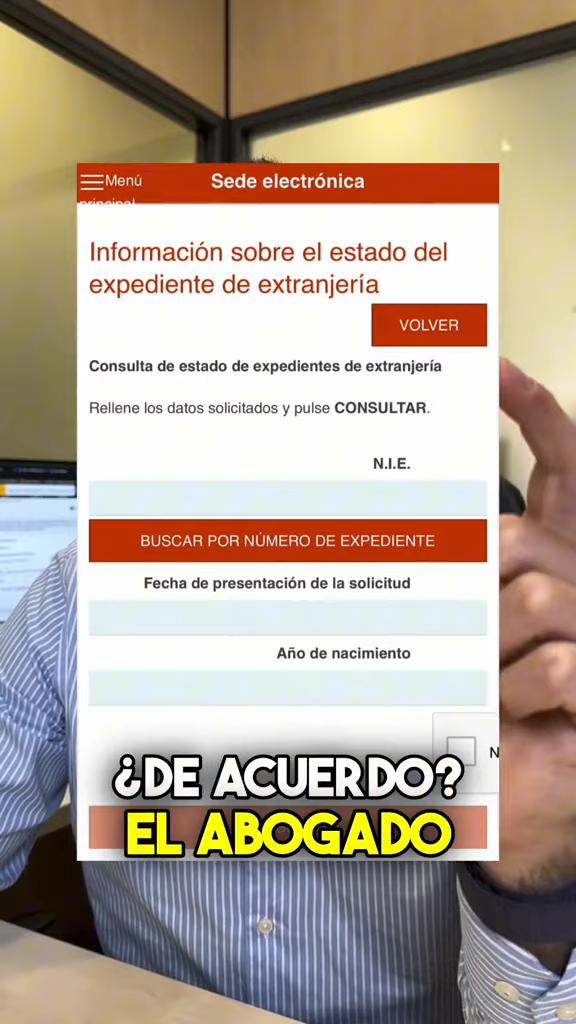 Menú
principal
Sede electrónica
Información sobre el estado del
expediente de extranjería
VOLVER
Consulta de estado de expedientes de extranjería
Rellene los datos solicitados y pulse CONSULTAR.
N.I.E.
BUSCAR POR NÚMERO DE EXPEDIENTE
Fecha de presentación de la solicitud
Año de nacimiento
N
¿DE ACUERDO?
EL ABOGADO